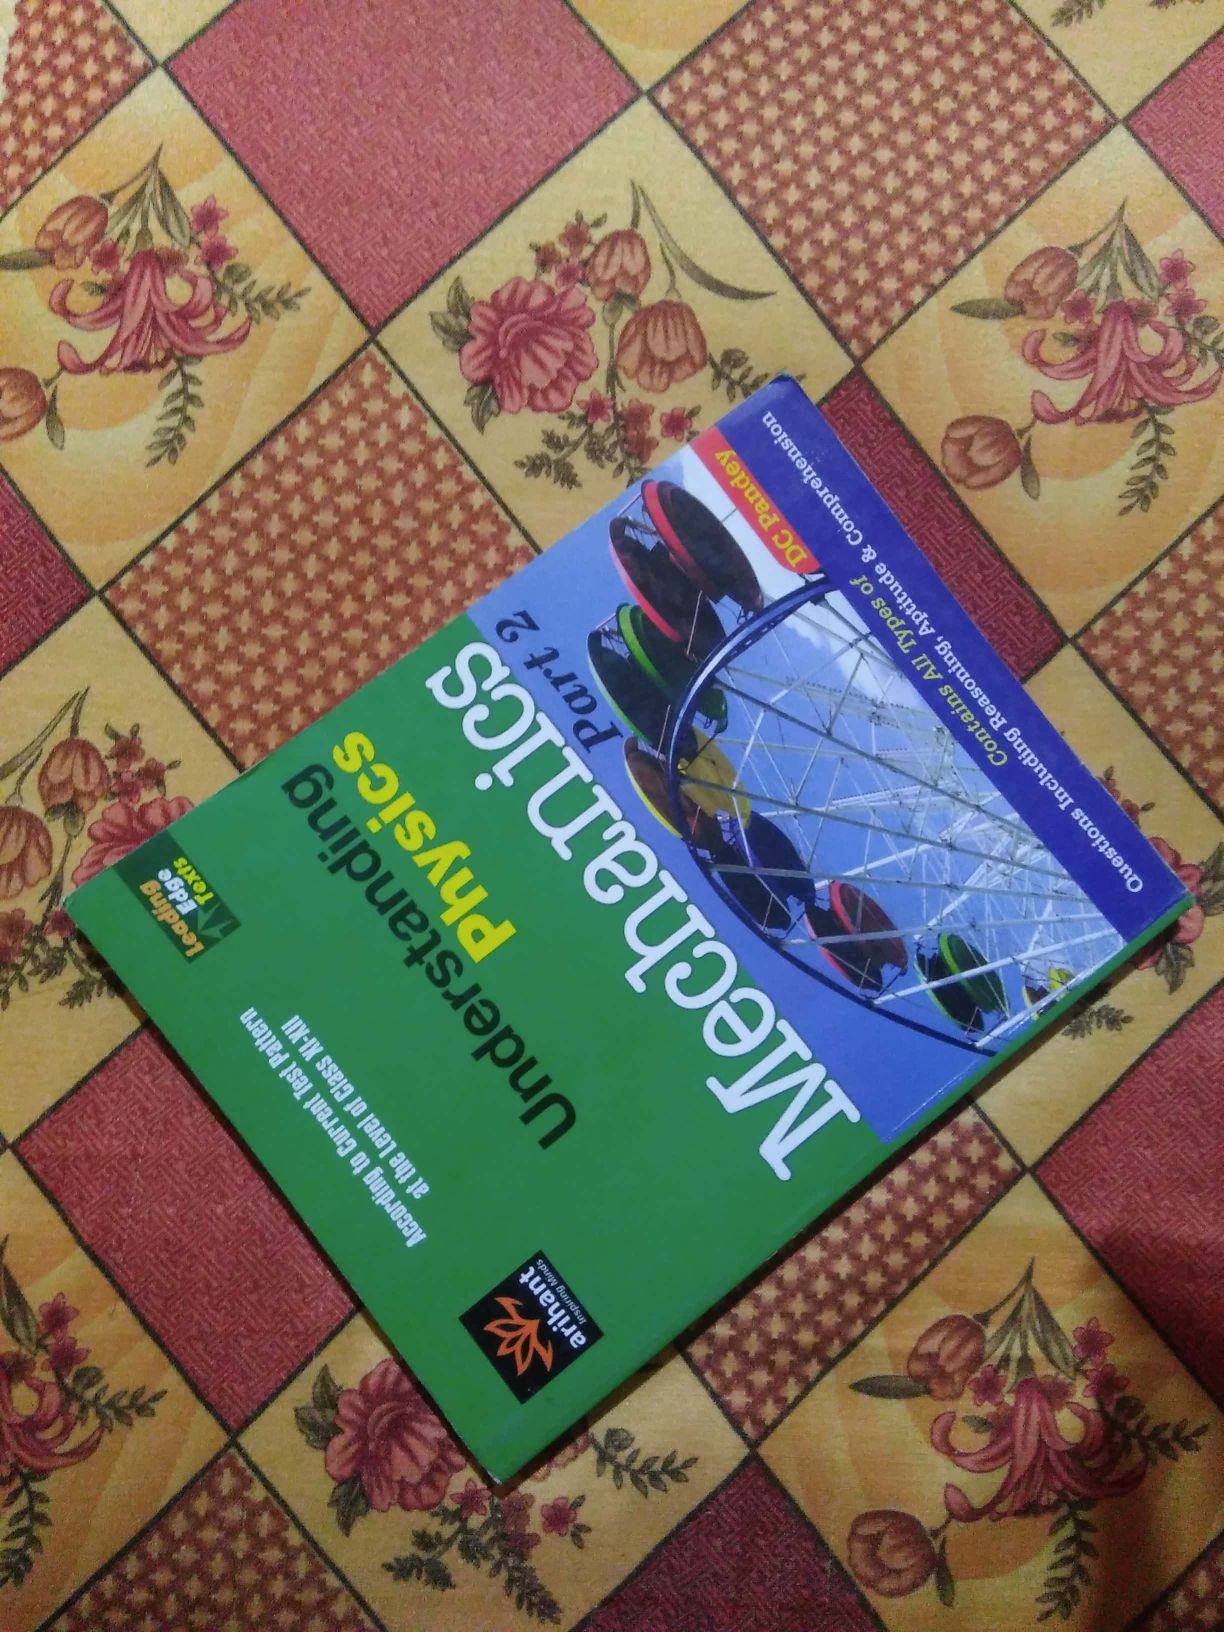 arihant
Inspiring Minds
According to Current Test Pattern
at the Level of Class XI-XII
Leading
Edge
Texts
Understanding
Physics
Mechanics
Part 2
DC Pandey
Contains All Types of
Questions Including Reasoning, Aptitude & Comprehension